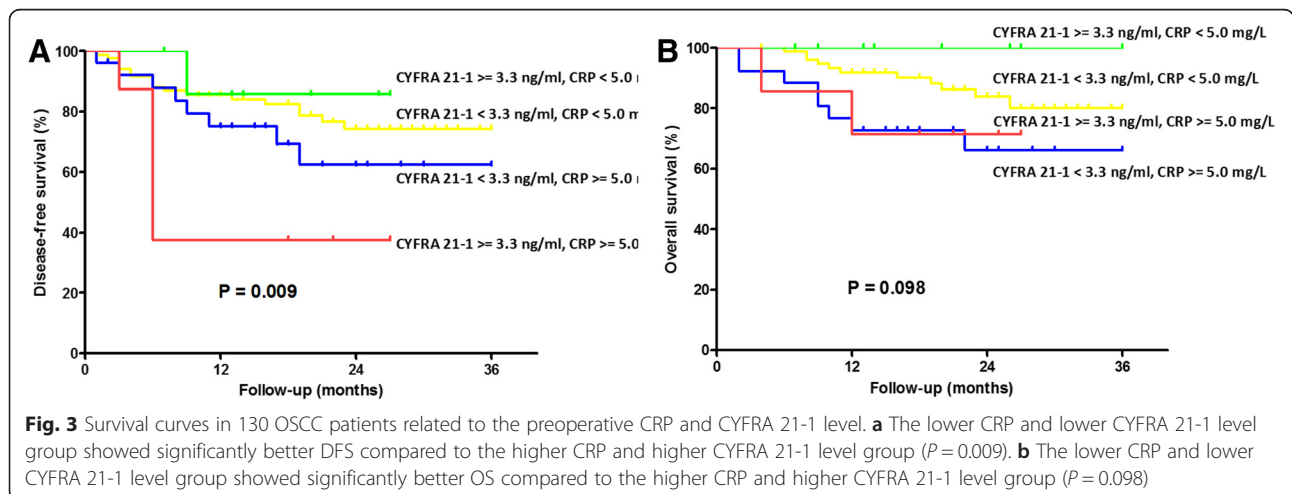 A
B
100
80
60
40
20
0
0
12
24
36
Disease-free survival (%)
Follow-up (months)
CYFRA 21-1 >= 3.3 ng/ml, CRP < 5.0
CYFRA 21-1 < 3.3 ng/ml, CRP < 5.0
CYFRA 21-1 < 3.3 ng/ml, CRP >= 5.0
CYFRA 21-1 >= 3.3 ng/ml, CRP >= 5.0
P = 0.009
100
80
60
40
20
0
0
12
24
36
Overall survival (%)
Follow-up (months)
CYFRA 21-1 >= 3.3 ng/ml, CRP < 5.0 mg/L
CYFRA 21-1 < 3.3 ng/ml, CRP < 5.0 mg/L
CYFRA 21-1 >= 3.3 ng/ml, CRP >= 5.0 mg/L
CYFRA 21-1 < 3.3 ng/ml, CRP >= 5.0 mg/L
P = 0.098
Fig. 3 Survival curves in 130 OSCC patients related to the preoperative CRP and CYFRA 21-1 level. a The lower CRP and lower CYFRA 21-1 level
group showed significantly better DFS compared to the higher CRP and higher CYFRA 21-1 level group (P = 0.009). b The lower CRP and lower
CYFRA 21-1 level group showed significantly better OS compared to the higher CRP and higher CYFRA 21-1 level group (P = 0.098)